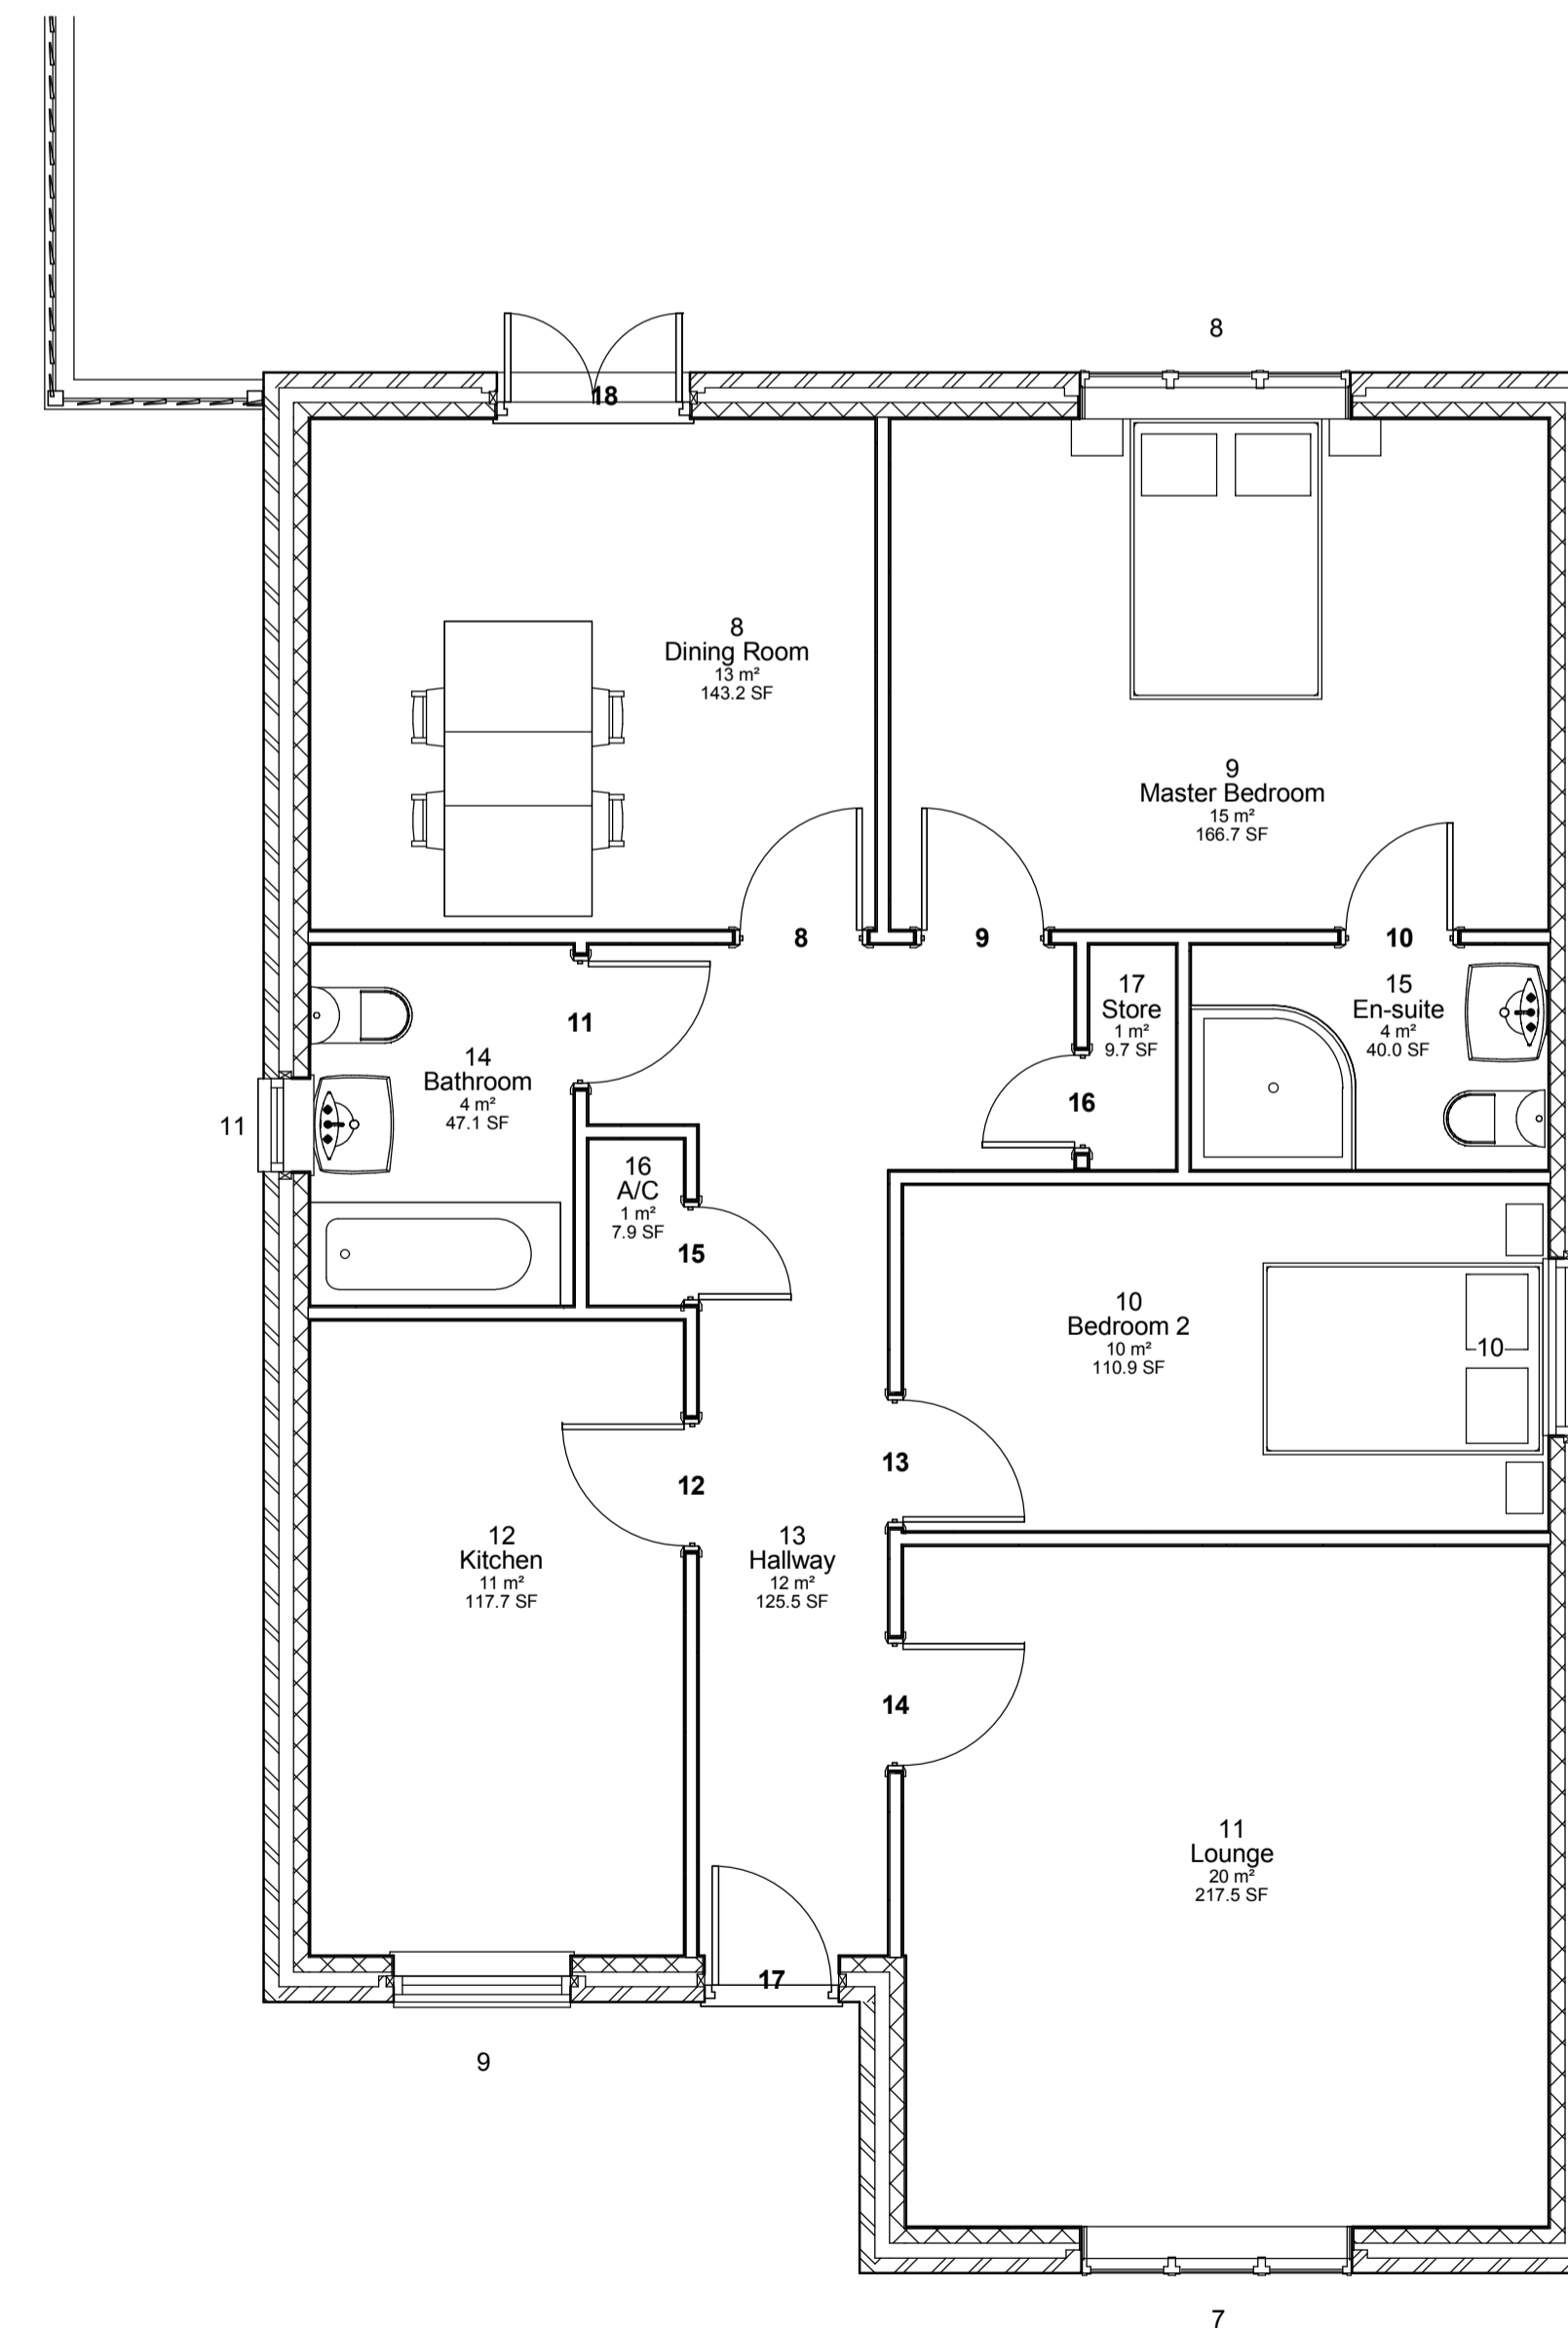 8
18
8
Dining Room
13 m²
143.2 SF
9
Master Bedroom
15 m²
166.7 SF
8
9
10
17
Store
1 m²
9.7 SF
15
En-suite
4 m²
40.0 SF
11
14
Bathroom
4 m²
47.1 SF
16
11
16
A/C
1 m²
7.9 SF
15
10
Bedroom 2
10 m²
110.9 SF
10
13
12
12
Kitchen
11 m²
117.7 SF
13
Hallway
12 m²
125.5 SF
14
11
Lounge
20 m²
217.5 SF
17
9
7